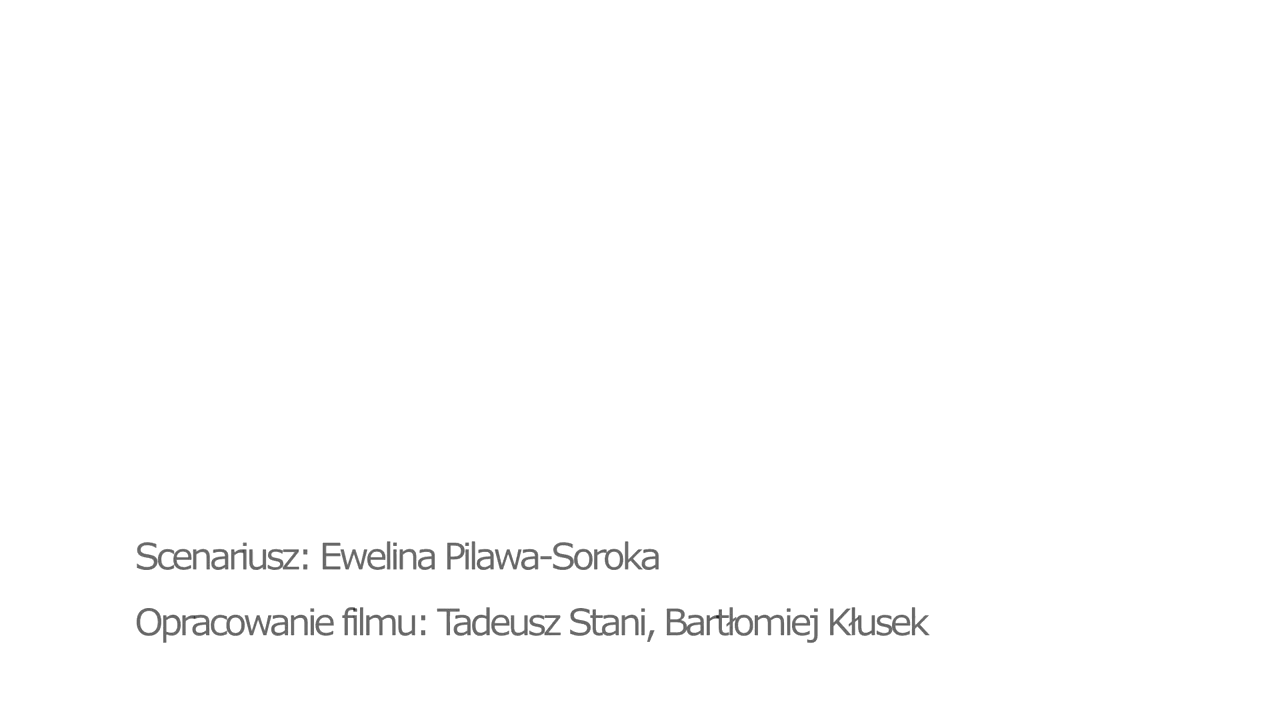 Scenariusz: Ewelina Pilawa-Soroka
Opracowanie filmu: Tadeusz Stani, Bartłomiej Kłusek